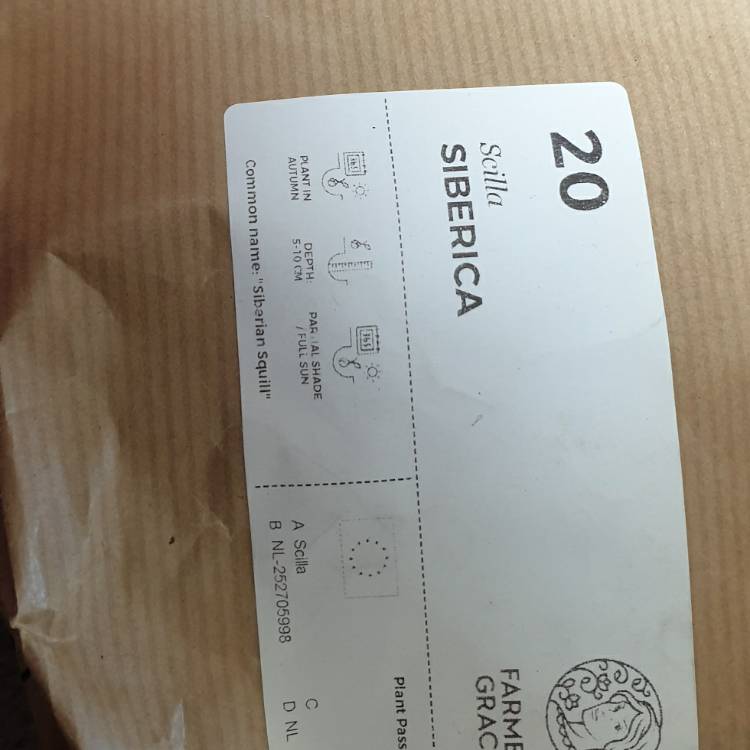 20
Scilla
SIBERICA
FARME
GRAC
PLANT IN
AUTUMN
DEPTH:
5-10 CM
PARTIAL SHADE
/ FULL SUN
Common name: "Siberian Squill"
Plant Pass
A Scilla
B NL-252705998
C
D NL